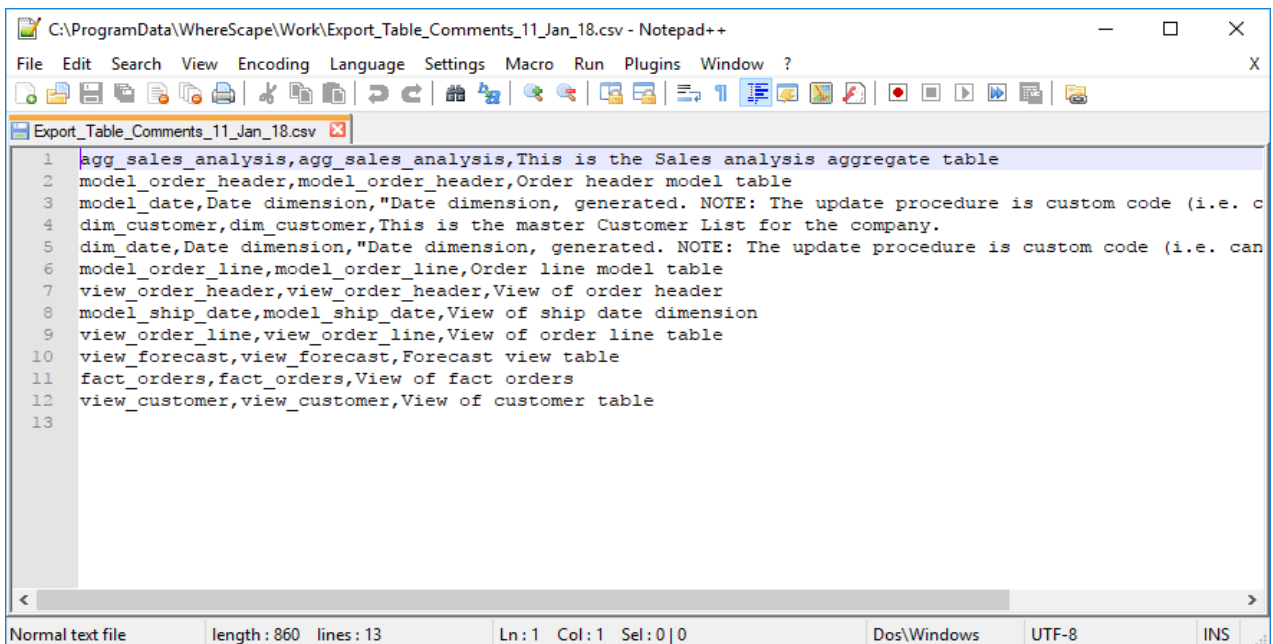 C:\ProgramData\WhereScape\Work\Export_Table_Comments_11_Jan_18.csv - Notepad++
File Edit Search View Encoding Language Settings Macro Run Plugins Window ? X
Export_Table_Comments_11_Jan_18.csv
1 agg_sales_analysis,agg_sales_analysis,This is the Sales analysis aggregate table
2 model_order_header,model_order_header,Order header model table
3 model_date,Date dimension,"Date dimension, generated. NOTE: The update procedure is custom code (i.e. c
4 dim_customer,dim_customer,This is the master Customer List for the company.
5 dim_date,Date dimension,"Date dimension, generated. NOTE: The update procedure is custom code (i.e. can
6 model_order_line,model_order_line,Order line model table
7 view_order_header,view_order_header,View of order header
8 model_ship_date,model_ship_date,View of ship date dimension
9 view_order_line,view_order_line,View of order line table
10 view_forecast,view_forecast,Forecast view table
11 fact_orders,fact_orders,View of fact orders
12 view_customer,view_customer,View of customer table
13
Normal text file length : 860 lines : 13 Ln : 1 Col : 1 Sel : 0 | 0 Dos\Windows UTF-8 INS